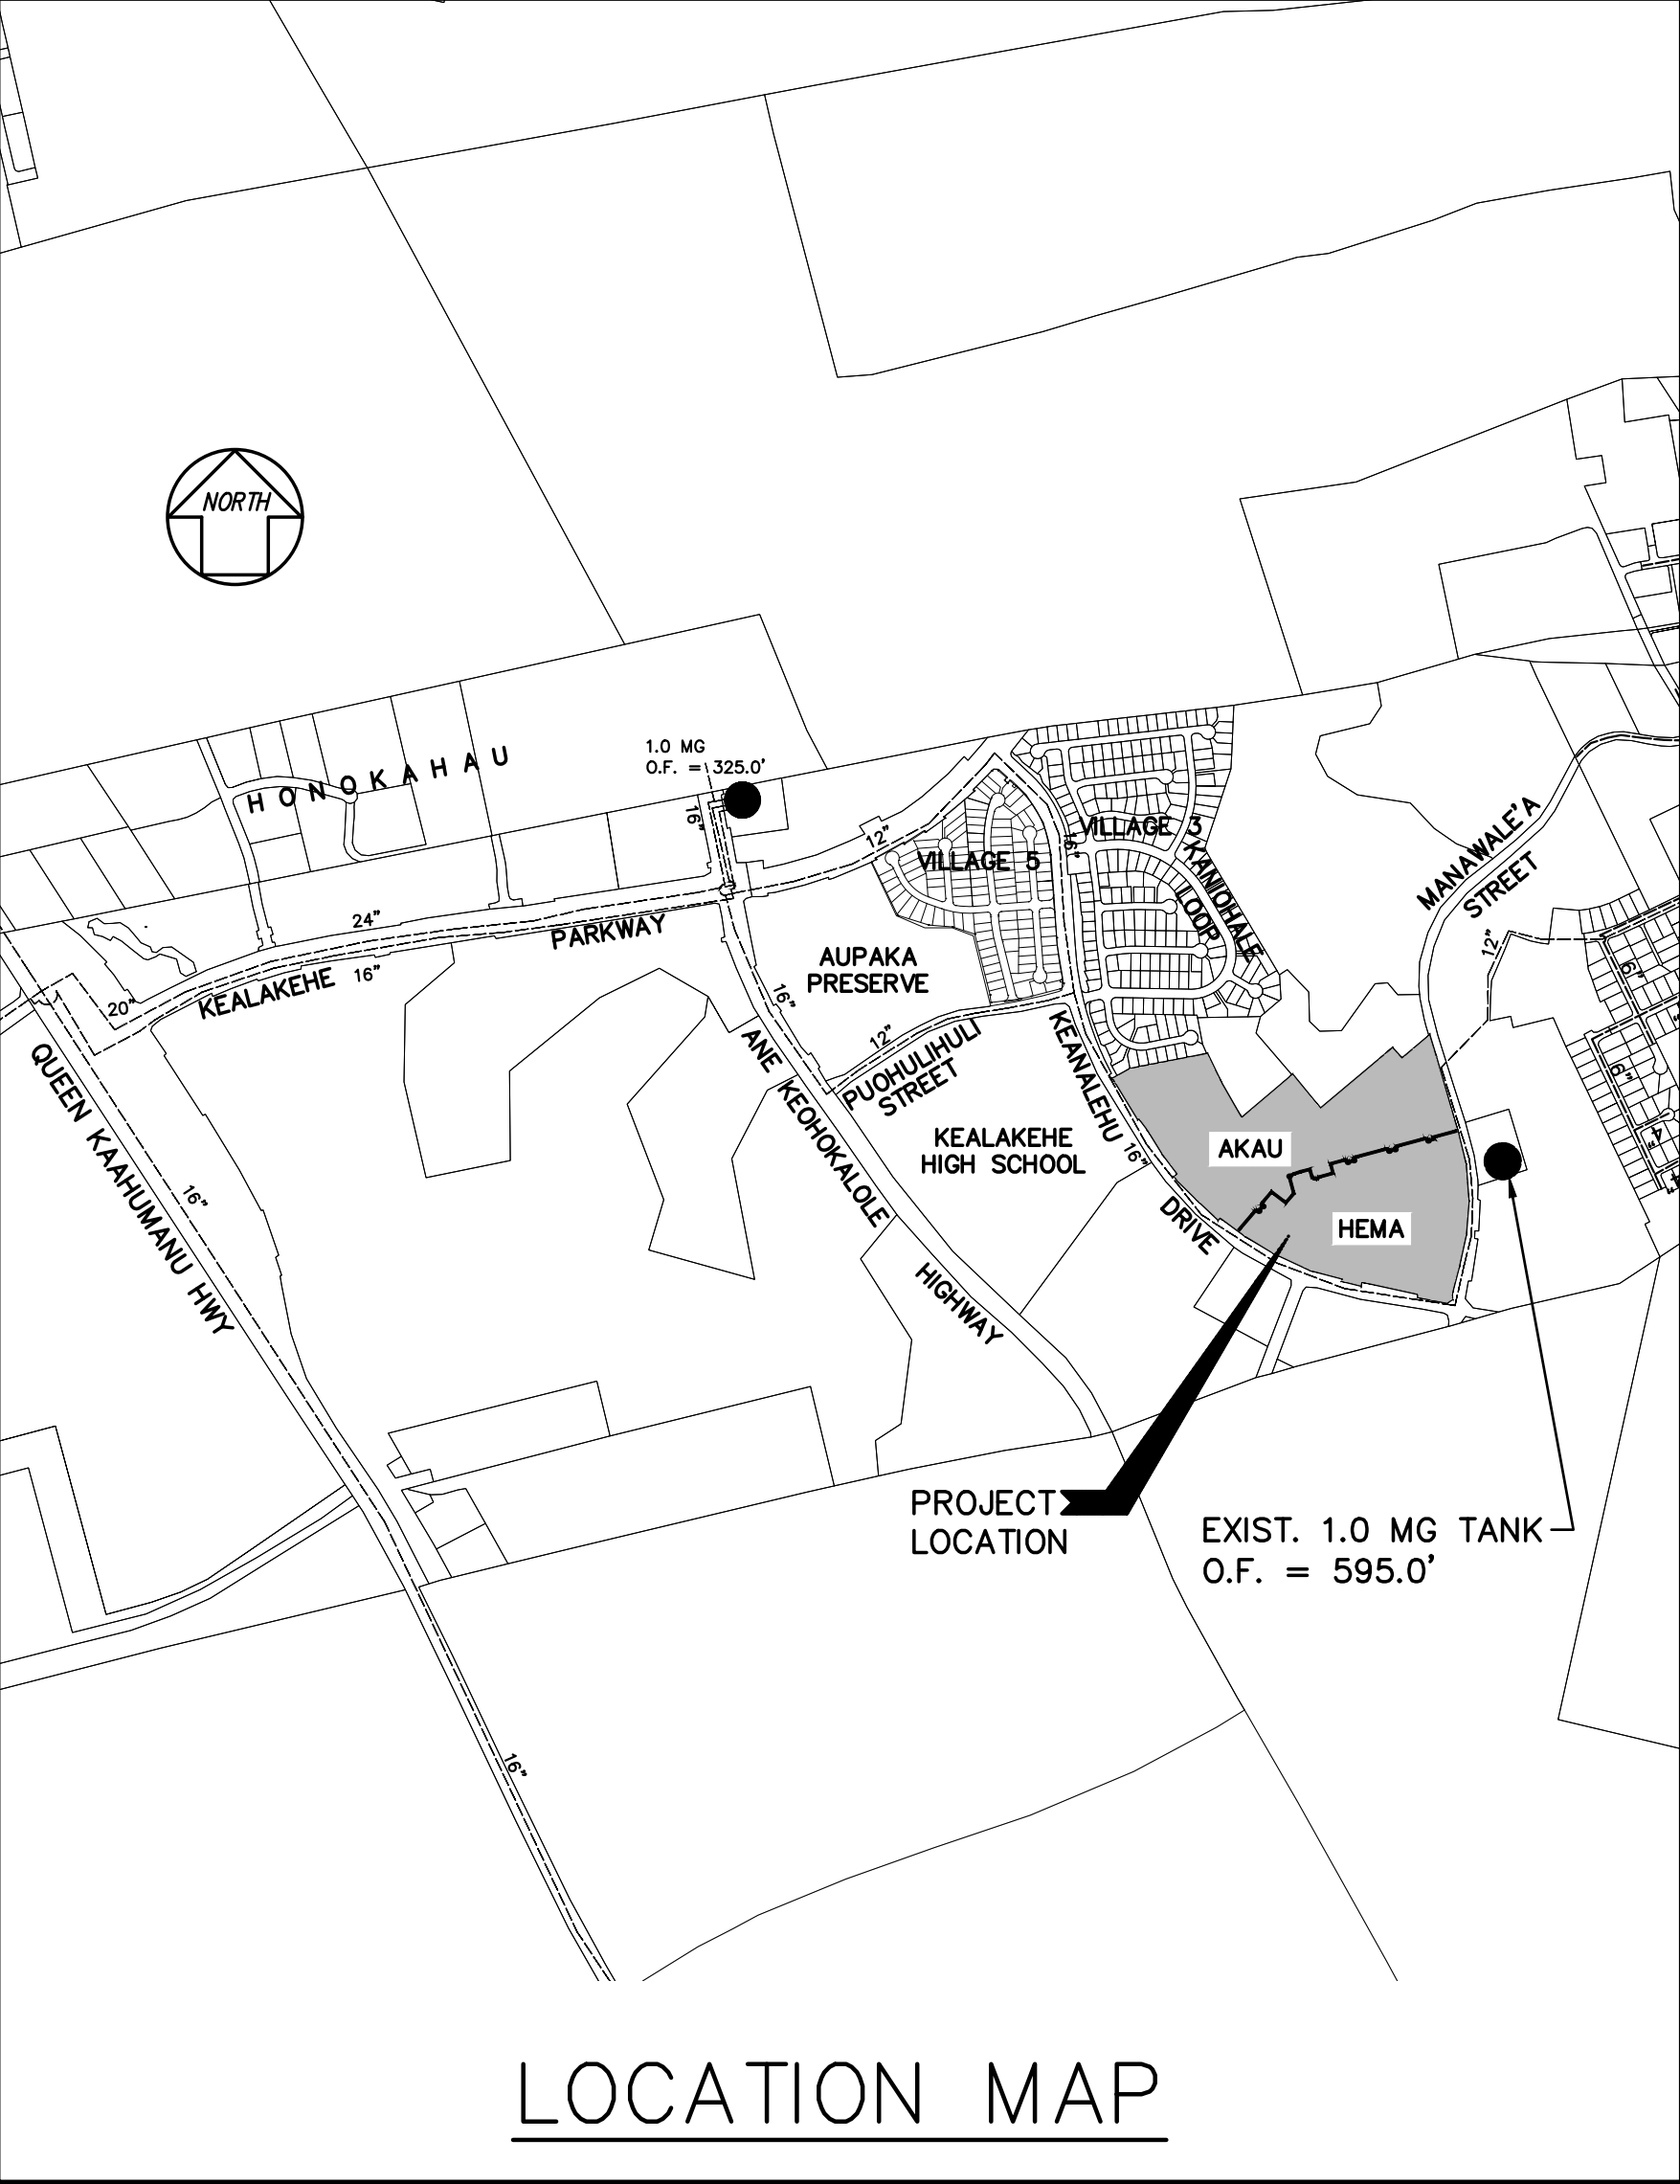 NORTH
HONOKAHAU
1.0 MG
O.F. = 325.0'
16"
12"
VILLAGE 3
VILLAGE 5
16"
KANIOHALE
LOOP
MANAWALE'A
STREET
12"
6"
6"
4"
4"
24"
PARKWAY
KEALAKEHE
16"
20"
AUPAKA
PRESERVE
16"
12"
PUOHULIHULI
STREET
ANE KEOHOKALOLE
HIGHWAY
KEANALEHU
16"
DRIVE
KEALAKEHE
HIGH SCHOOL
AKAU
HEMA
QUEEN KAAHUMANU HWY
16"
PROJECT
LOCATION
EXIST. 1.0 MG TANK
O.F. = 595.0'
16"
LOCATION MAP